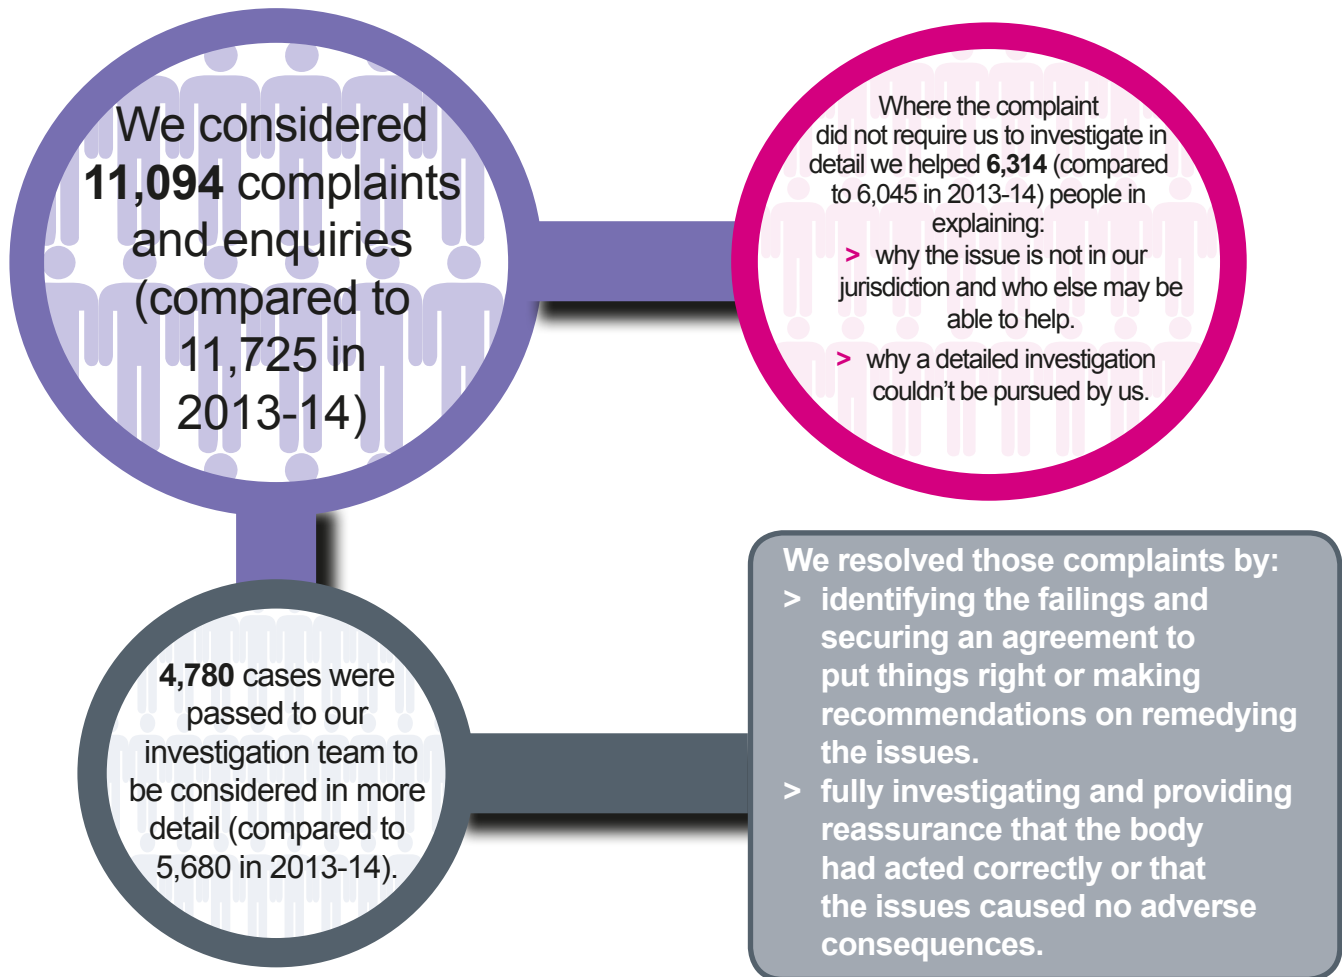 We considered
11,094 complaints
and enquiries
(compared to
11,725 in
2013-14)
Where the complaint
did not require us to investigate in
detail we helped 6,314 (compared
to 6,045 in 2013-14) people in
explaining:
> why the issue is not in our
jurisdiction and who else may be
able to help.
> why a detailed investigation
couldn’t be pursued by us.
4,780 cases were
passed to our
investigation team to
be considered in more
detail (compared to
5,680 in 2013-14).
We resolved those complaints by:
> identifying the failings and
securing an agreement to
put things right or making
recommendations on remedying
the issues.
> fully investigating and providing
reassurance that the body
had acted correctly or that
the issues caused no adverse
consequences.